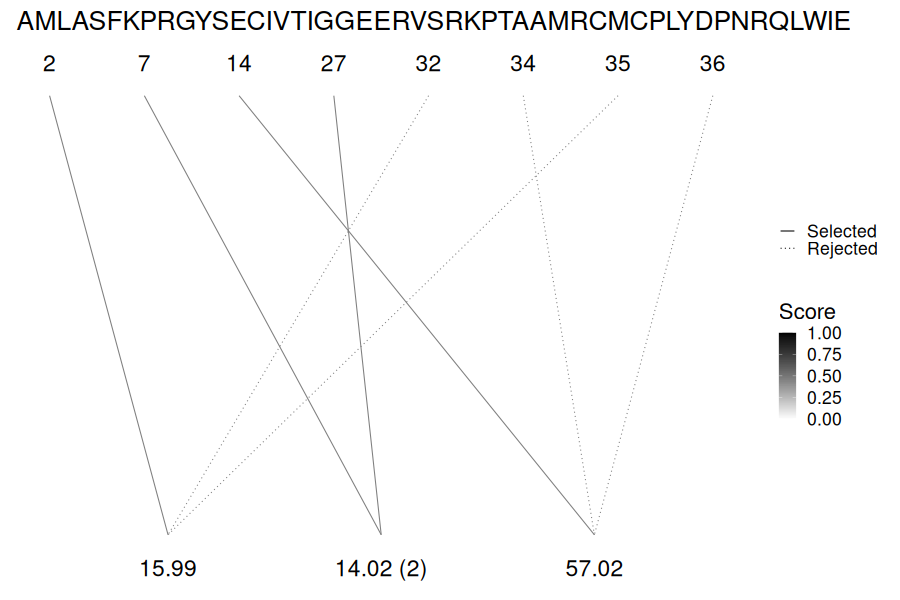 AMLASFKPRGYSECIVTIGGEERVSRKPTAAMRCMCPLYDPNRQLWIE
2 7 14 27 32 34 35 36
Selected
Rejected
Score
1.00
0.75
0.50
0.25
0.00
15.99 14.02 (2) 57.02